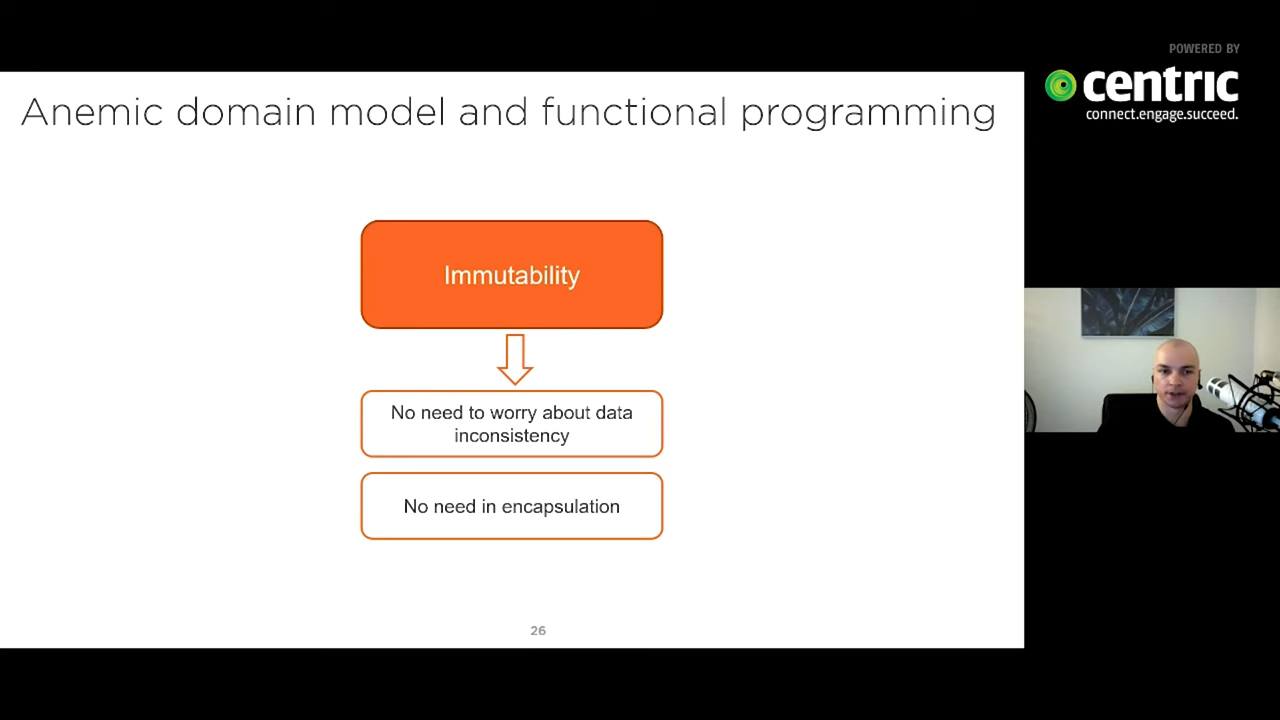 POWERED BY
centric
connect.engage.succeed.
Anemic domain model and functional programming
Immutability
No need to worry about data
inconsistency
No need in encapsulation
26